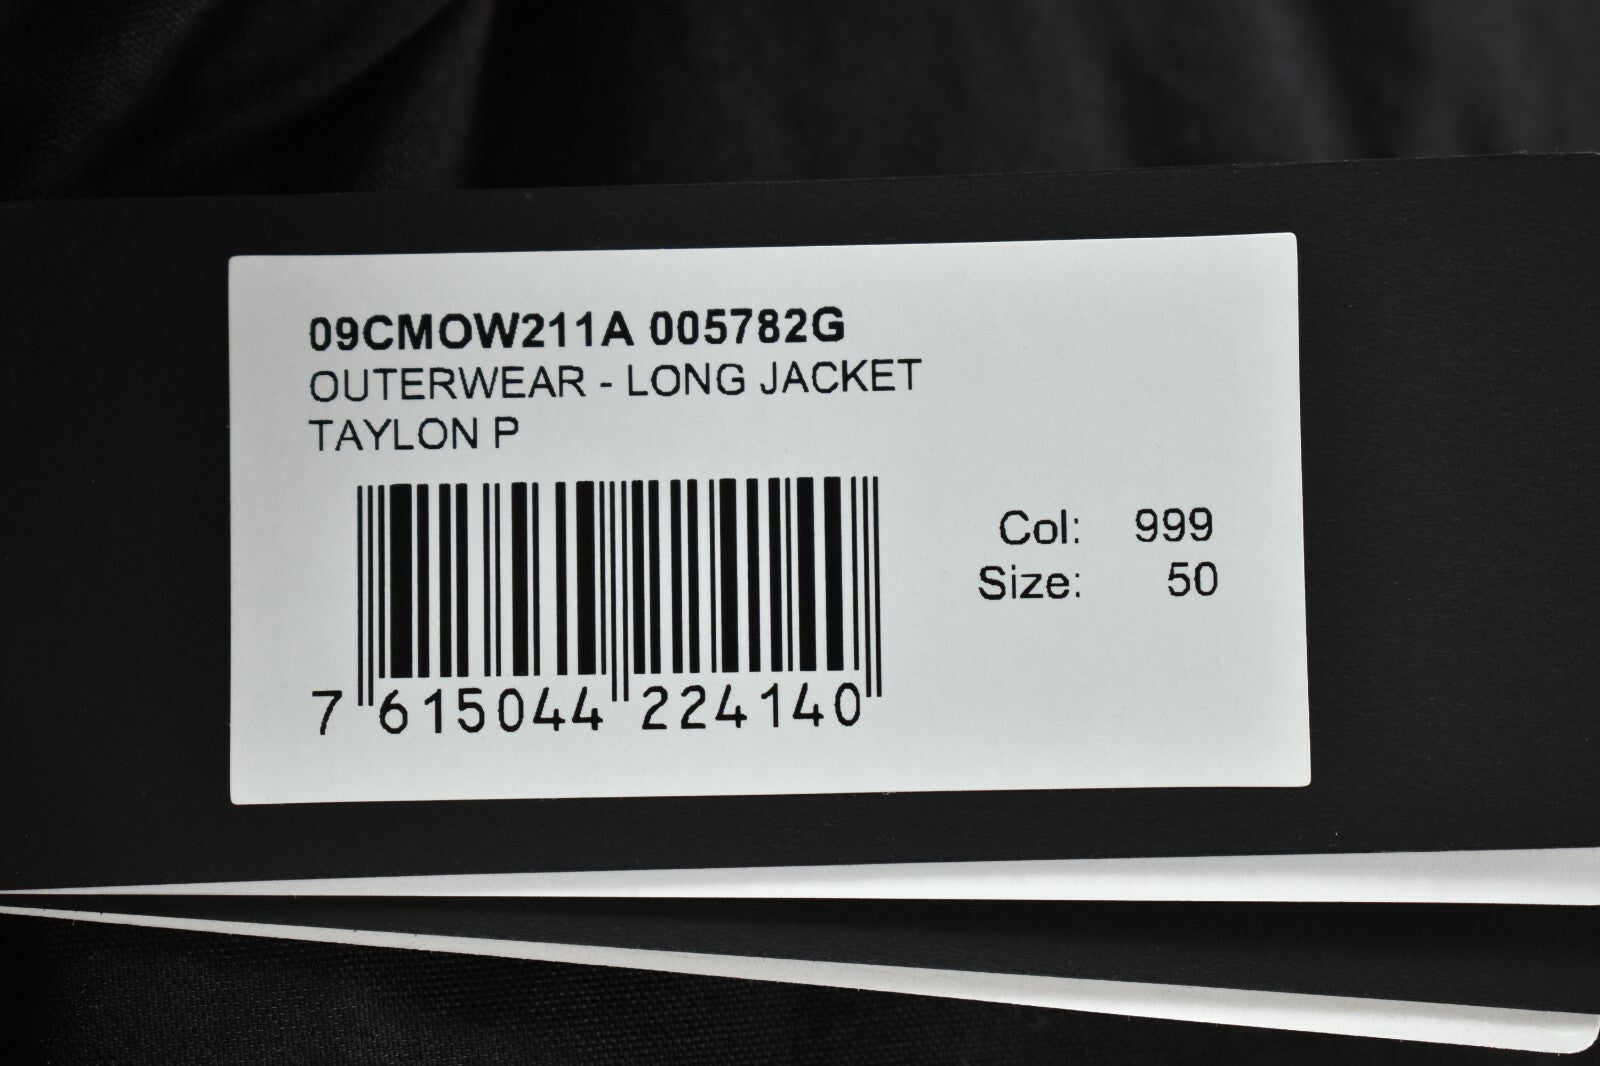 09CMOW211A 005782G
OUTERWEAR - LONG JACKET
TAYLON P
Col: 999
Size: 50
7 615044 224140